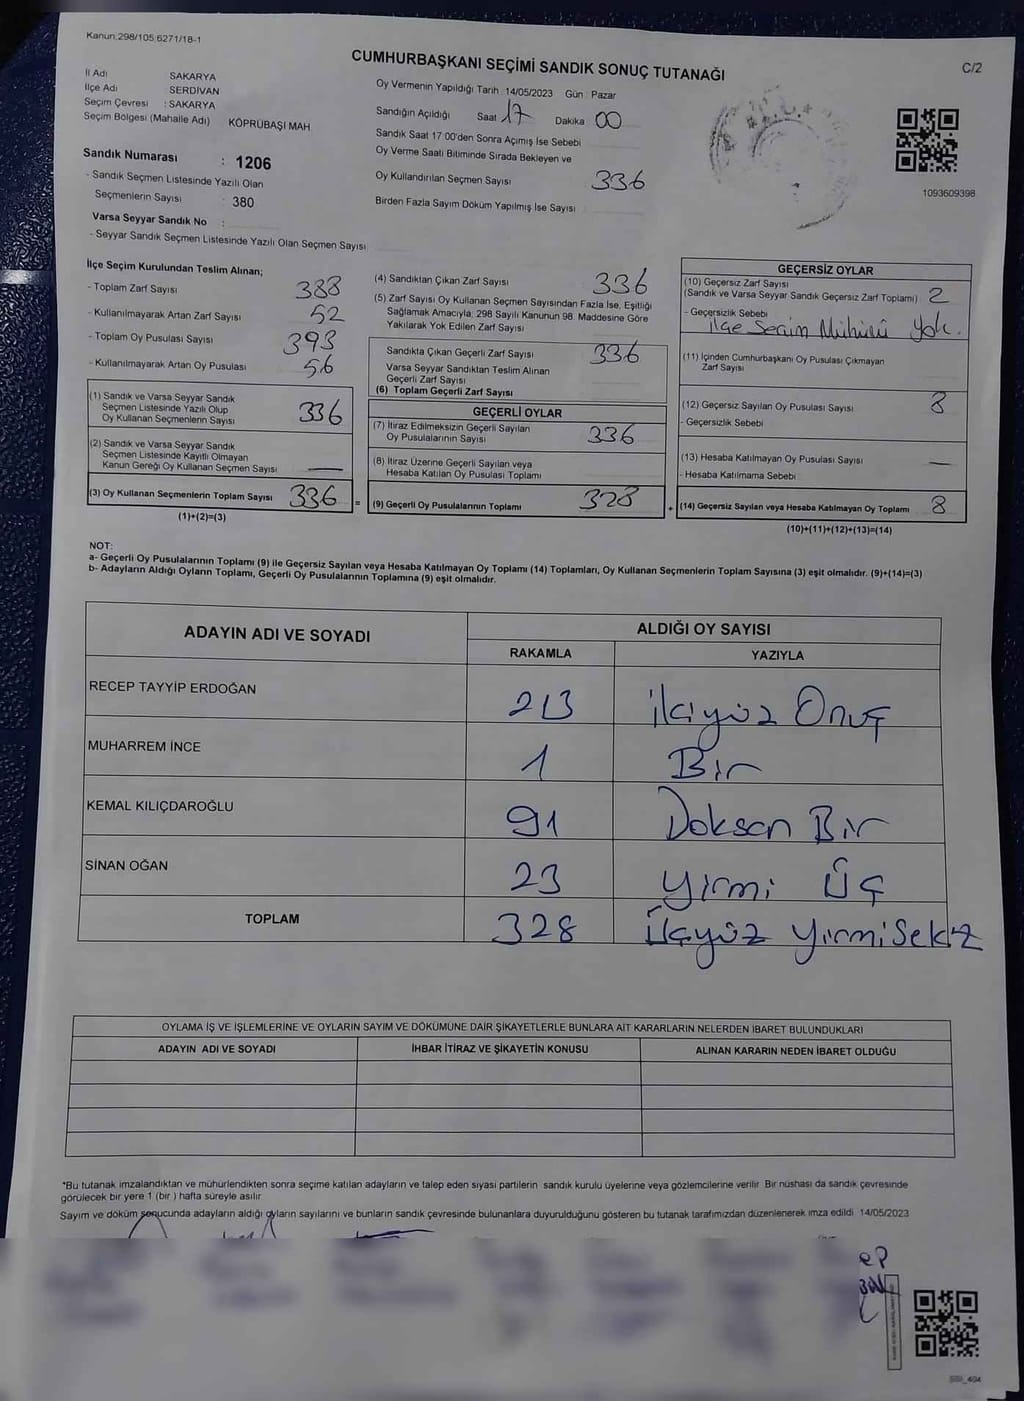 Kanun:298/105;6271/18-1
CUMHURBAŞKANI SEÇİMİ SANDIK SONUÇ TUTANAĞI
C/2
İl Adı SAKARYA
İlçe Adı SERDİVAN
Seçim Çevresi : SAKARYA
Seçim Bölgesi (Mahalle Adı) KÖPRÜBAŞI MAH
Sandık Numarası : 1206
- Sandık Seçmen Listesinde Yazılı Olan
Seçmenlerin Sayısı : 380
Varsa Seyyar Sandık No :
- Seyyar Sandık Seçmen Listesinde Yazılı Olan Seçmen Sayısı
Oy Vermenin Yapıldığı Tarih 14/05/2023 Gün Pazar
Sandığın Açıldığı Saat 17 Dakika 00
Sandık Saat 17:00'den Sonra Açımış İse Sebebi
Oy Verme Saati Bitiminde Sırada Bekleyen ve
Oy Kullandırılan Seçmen Sayısı 336
Birden Fazla Sayım Döküm Yapılmış İse Sayısı
1093609398
İlçe Seçim Kurulundan Teslim Alınan;
- Toplam Zarf Sayısı 388
- Kullanılmayarak Artan Zarf Sayısı 52
- Toplam Oy Pusulası Sayısı 393
- Kullanılmayarak Artan Oy Pusulası 56
(1) Sandık ve Varsa Seyyar Sandık
Seçmen Listesinde Yazılı Olup
Oy Kullanan Seçmenlerin Sayısı 336
(2) Sandık ve Varsa Seyyar Sandık
Seçmen Listesinde Kayıtlı Olmayan
Kanun Gereği Oy Kullanan Seçmen Sayısı —
(3) Oy Kullanan Seçmenlerin Toplam Sayısı 336 =
(1)+(2)=(3)
(4) Sandıktan Çıkan Zarf Sayısı 336
(5) Zarf Sayısı Oy Kullanan Seçmen Sayısından Fazla İse, Eşitliği
Sağlamak Amacıyla, 298 Sayılı Kanunun 98. Maddesine Göre
Yakılarak Yok Edilen Zarf Sayısı
Sandıkta Çıkan Geçerli Zarf Sayısı 336
Varsa Seyyar Sandıktan Teslim Alınan
Geçerli Zarf Sayısı
(6) Toplam Geçerli Zarf Sayısı
GEÇERLİ OYLAR
(7) İtiraz Edilmeksizin Geçerli Sayılan
Oy Pusulalarının Sayısı 336
(8) İtiraz Üzerine Geçerli Sayılan veya
Hesaba Katılan Oy Pusulası Toplamı
(9) Geçerli Oy Pusulalarının Toplamı 328 +
GEÇERSİZ OYLAR
(10) Geçersiz Zarf Sayısı
(Sandık ve Varsa Seyyar Sandık Geçersiz Zarf Toplamı) 2
- Geçersizlik Sebebi
ilçe Seçim Mühürü Yok.
(11) İçinden Cumhurbaşkanı Oy Pusulası Çıkmayan
Zarf Sayısı
(12) Geçersiz Sayılan Oy Pusulası Sayısı 8
- Geçersizlik Sebebi
(13) Hesaba Katılmayan Oy Pusulası Sayısı —
- Hesaba Katılmama Sebebi
(14) Geçersiz Sayılan veya Hesaba Katılmayan Oy Toplamı 8
(10)+(11)+(12)+(13)=(14)
NOT:
a- Geçerli Oy Pusulalarının Toplamı (9) ile Geçersiz Sayılan veya Hesaba Katılmayan Oy Toplamı (14) Toplamları, Oy Kullanan Seçmenlerin Toplam Sayısına (3) eşit olmalıdır. (9)+(14)=(3)
b- Adayların Aldığı Oyların Toplamı, Geçerli Oy Pusulalarının Toplamına (9) eşit olmalıdır.
ADAYIN ADI VE SOYADI
ALDIĞI OY SAYISI
RAKAMLA YAZIYLA
RECEP TAYYİP ERDOĞAN 213 ikiyüz Onüç
MUHARREM İNCE 1 Bir
KEMAL KILIÇDAROĞLU 91 Doksan Bir
SİNAN OĞAN 23 yirmi Üç
TOPLAM 328 Üçyüz YirmiSekiz
OYLAMA İŞ VE İŞLEMLERİNE VE OYLARIN SAYIM VE DÖKÜMÜNE DAİR ŞİKAYETLERLE BUNLARA AİT KARARLARIN NELERDEN İBARET BULUNDUKLARI
ADAYIN ADI VE SOYADI İHBAR İTİRAZ VE ŞİKAYETİN KONUSU ALINAN KARARIN NEDEN İBARET OLDUĞU
*Bu tutanak imzalandıktan ve mühürlendikten sonra seçime katılan adayların ve talep eden siyasi partilerin sandık kurulu üyelerine veya gözlemcilerine verilir. Bir nüshası da sandık çevresinde
görülecek bir yere 1 (bir ) hafta süreyle asılır
Sayım ve döküm sonucunda adayların aldığı oyların sayılarını ve bunların sandık çevresinde bulunanlara duyurulduğunu gösteren bu tutanak tarafımızdan düzenlenerek imza edildi 14/05/2023